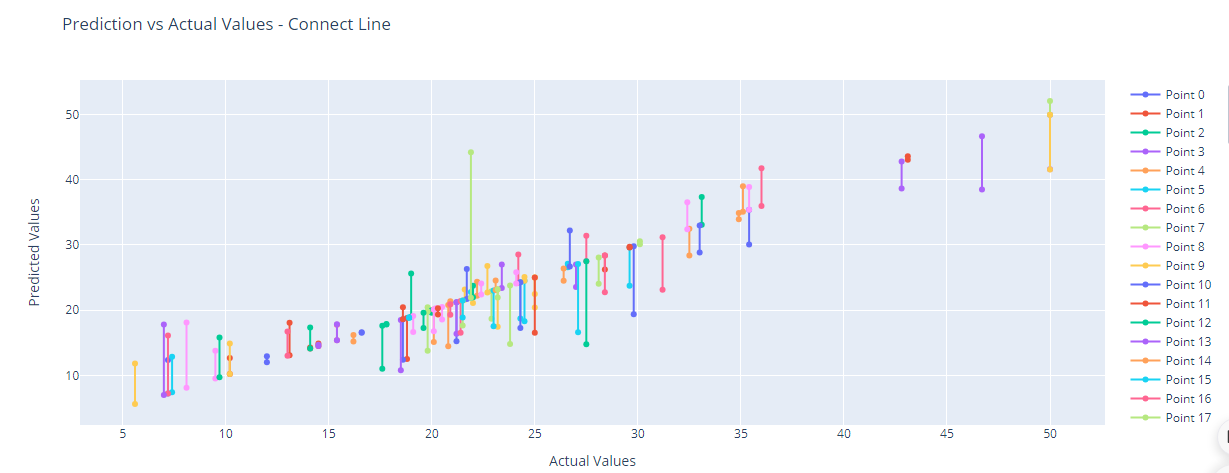 Prediction vs Actual Values - Connect Line
Predicted Values
50
40
30
20
10
5
10
15
20
25
30
35
40
45
50
Actual Values
Point 0
Point 1
Point 2
Point 3
Point 4
Point 5
Point 6
Point 7
Point 8
Point 9
Point 10
Point 11
Point 12
Point 13
Point 14
Point 15
Point 16
Point 17